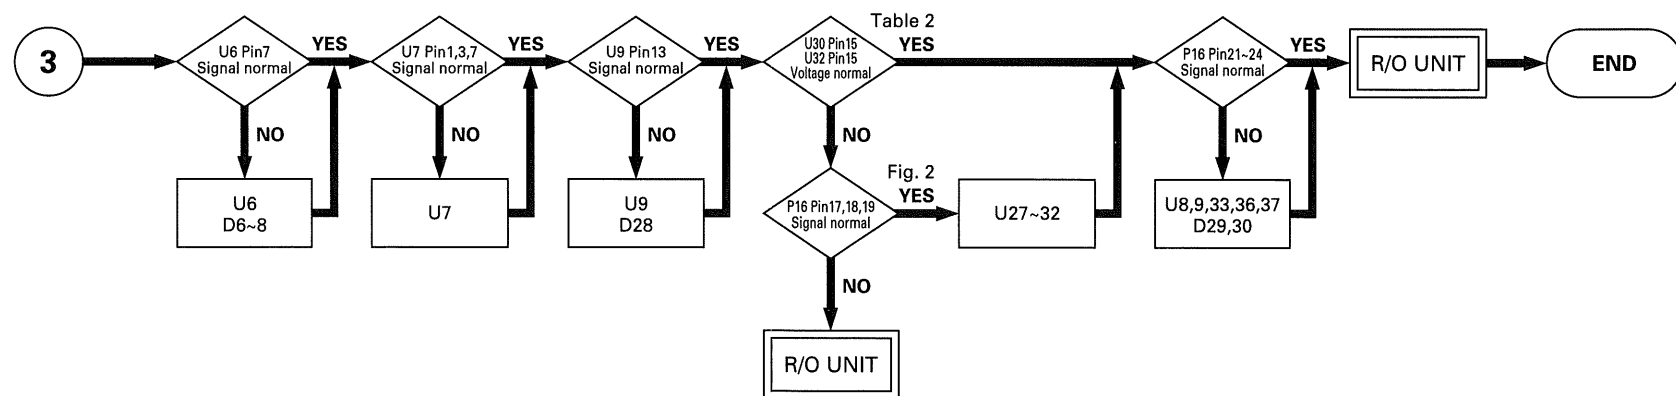 3
U6 Pin7
Signal normal
YES
NO
U6
D6~8
U7 Pin1,3,7
Signal normal
YES
NO
U7
U9 Pin13
Signal normal
YES
NO
U9
D28
Table 2
U30 Pin15
U32 Pin15
Voltage normal
YES
NO
Fig. 2
P16 Pin17,18,19
Signal normal
YES
U27~32
NO
R/O UNIT
P16 Pin21~24
Signal normal
YES
NO
U8,9,33,36,37
D29,30
R/O UNIT
END